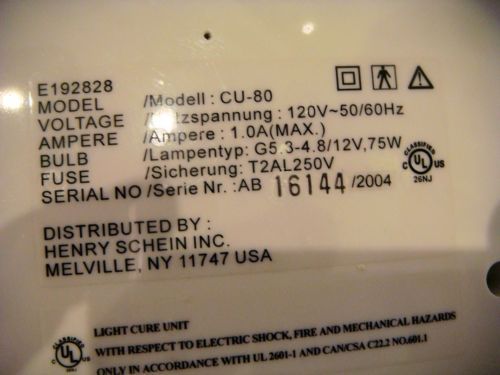 E192828
MODEL /Modell : CU-80
VOLTAGE /Netzspannung : 120V~50/60Hz
AMPERE /Ampere : 1.0A(MAX.)
BULB /Lampentyp: G5.3-4.8/12V,75W
FUSE /Sicherung: T2AL250V
SERIAL NO /Serie Nr. :AB 16144 /2004
CLASSIFIED
UL
C US
26NJ
DISTRIBUTED BY :
HENRY SCHEIN INC.
MELVILLE, NY 11747 USA
LIGHT CURE UNIT
WITH RESPECT TO ELECTRIC SHOCK, FIRE AND MECHANICAL HAZARDS
ONLY IN ACCORDANCE WITH UL 2601-1 AND CAN/CSA C22.2 NO.601.1
CLASSIFIED
C UL US